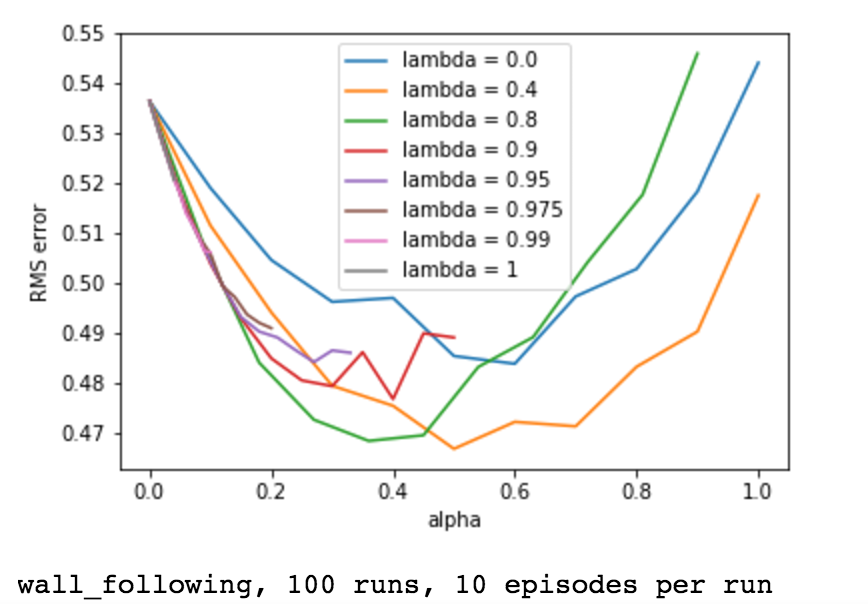 0.55
0.54
0.53
0.52
0.51
0.50
0.49
0.48
0.47
RMS error
lambda = 0.0
lambda = 0.4
lambda = 0.8
lambda = 0.9
lambda = 0.95
lambda = 0.975
lambda = 0.99
lambda = 1
0.0 0.2 0.4 0.6 0.8 1.0
alpha
wall_following, 100 runs, 10 episodes per run